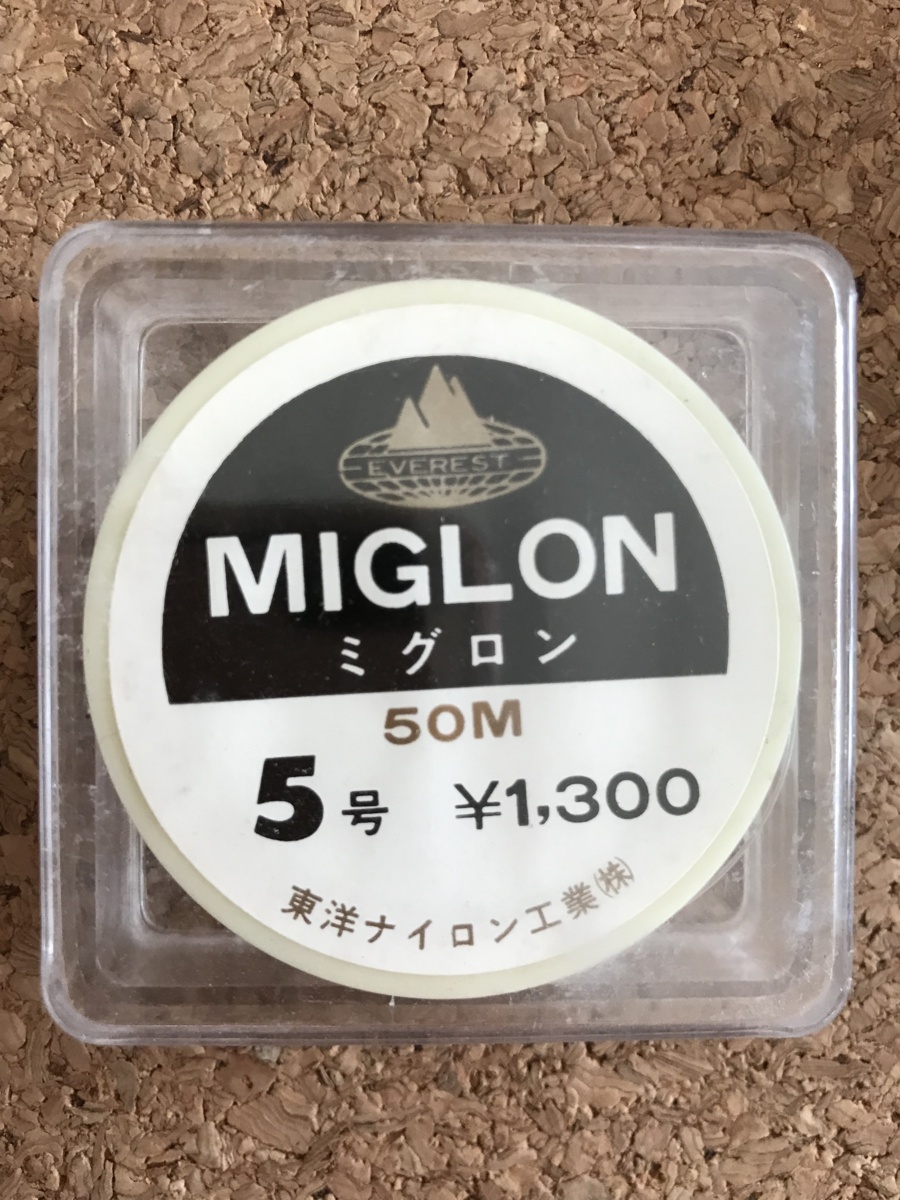 EVEREST
MIGLON
ミグロン
50M
5号 ¥1,300
東洋ナイロン工業㈱